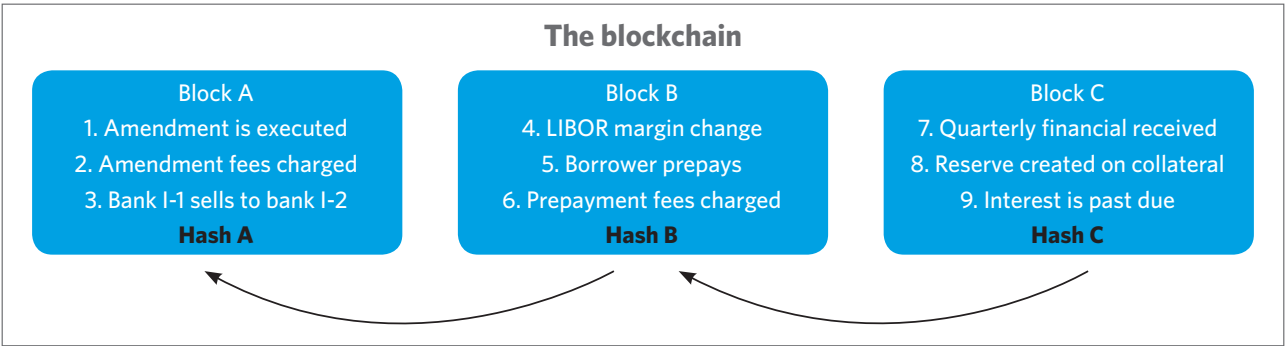 The blockchain
Block A
1. Amendment is executed
2. Amendment fees charged
3. Bank I-1 sells to bank I-2
Hash A
Block B
4. LIBOR margin change
5. Borrower prepays
6. Prepayment fees charged
Hash B
Block C
7. Quarterly financial received
8. Reserve created on collateral
9. Interest is past due
Hash C